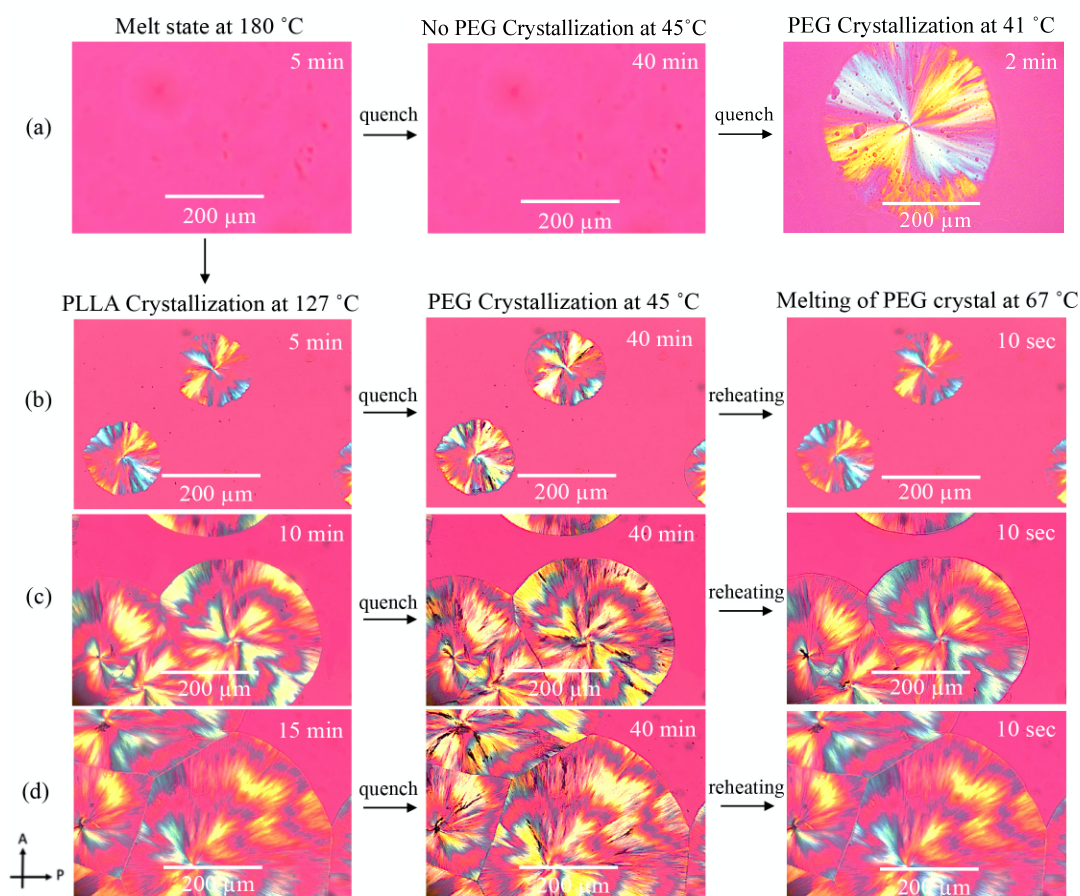 Melt state at 180 ˚C
No PEG Crystallization at 45˚C
PEG Crystallization at 41 ˚C
(a)
5 min
quench
40 min
quench
2 min
200 µm
200 µm
200 µm
PLLA Crystallization at 127 ˚C
PEG Crystallization at 45 ˚C
Melting of PEG crystal at 67 ˚C
(b)
5 min
quench
40 min
reheating
10 sec
200 µm
200 µm
200 µm
(c)
10 min
quench
40 min
reheating
10 sec
200 µm
200 µm
200 µm
(d)
15 min
quench
40 min
reheating
10 sec
200 µm
200 µm
200 µm
A
P